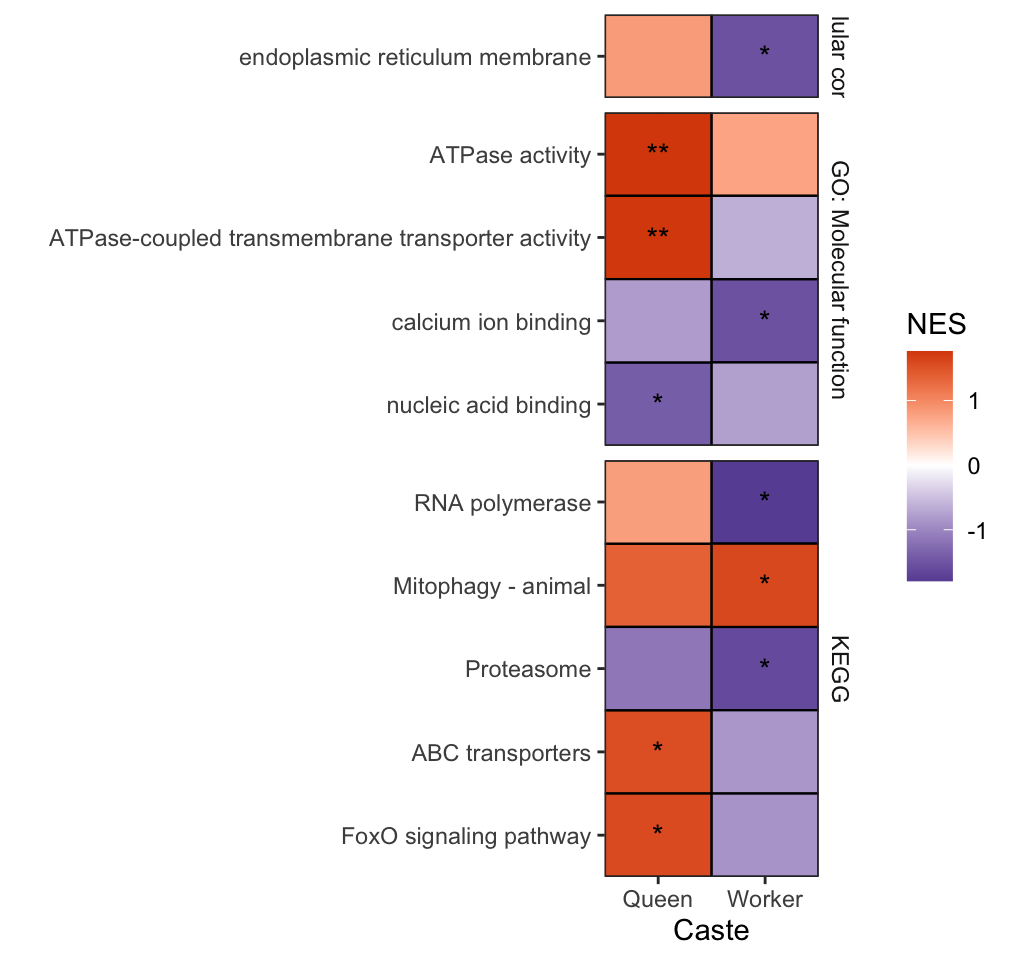 endoplasmic reticulum membrane
*
lular cor
ATPase activity
**
ATPase-coupled transmembrane transporter activity
**
calcium ion binding
*
nucleic acid binding
*
GO: Molecular function
RNA polymerase
*
Mitophagy - animal
*
Proteasome
*
ABC transporters
*
FoxO signaling pathway
*
KEGG
Queen Worker
Caste
NES
1
0
-1